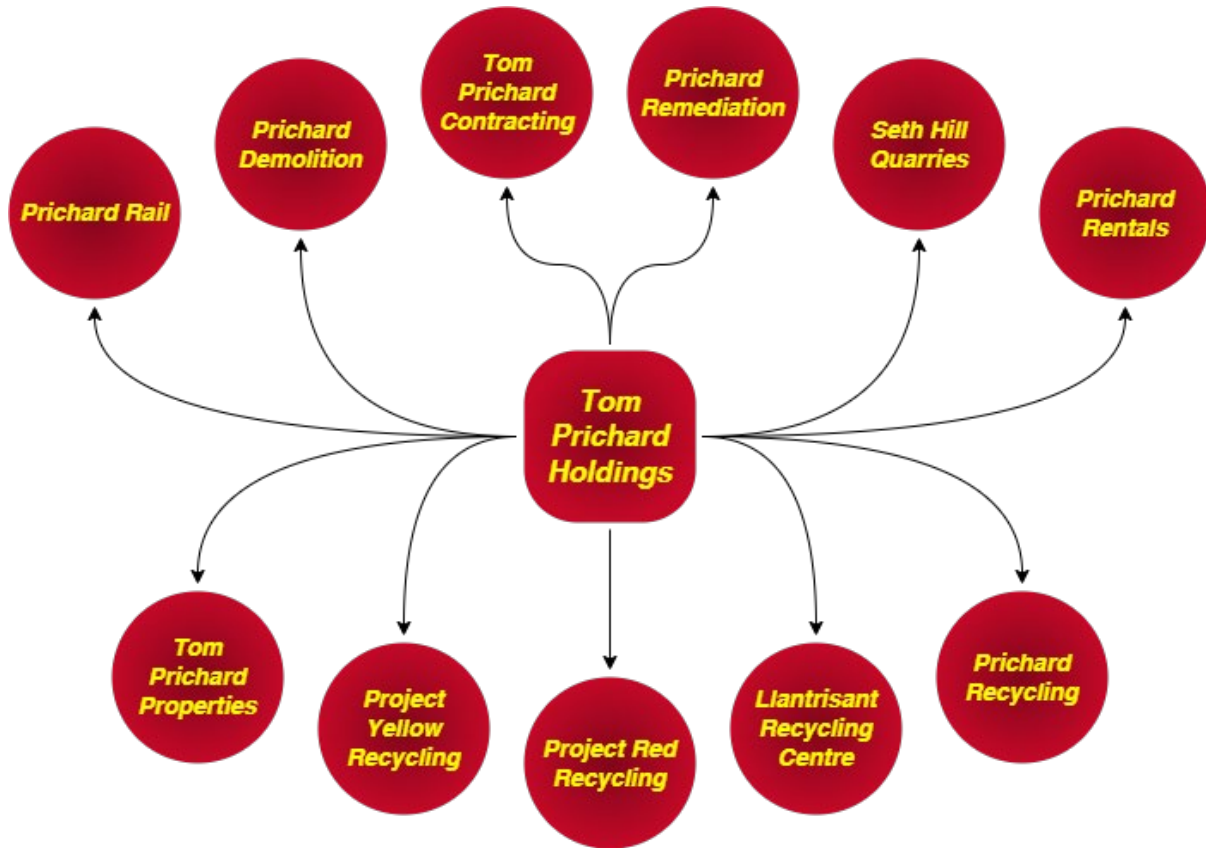 Tom
Prichard
Contracting
Prichard
Remediation
Prichard
Demolition
Seth Hill
Quarries
Prichard Rail
Prichard
Rentals
Tom
Prichard
Holdings
Tom
Prichard
Properties
Project
Yellow
Recycling
Project Red
Recycling
Llantrisant
Recycling
Centre
Prichard
Recycling